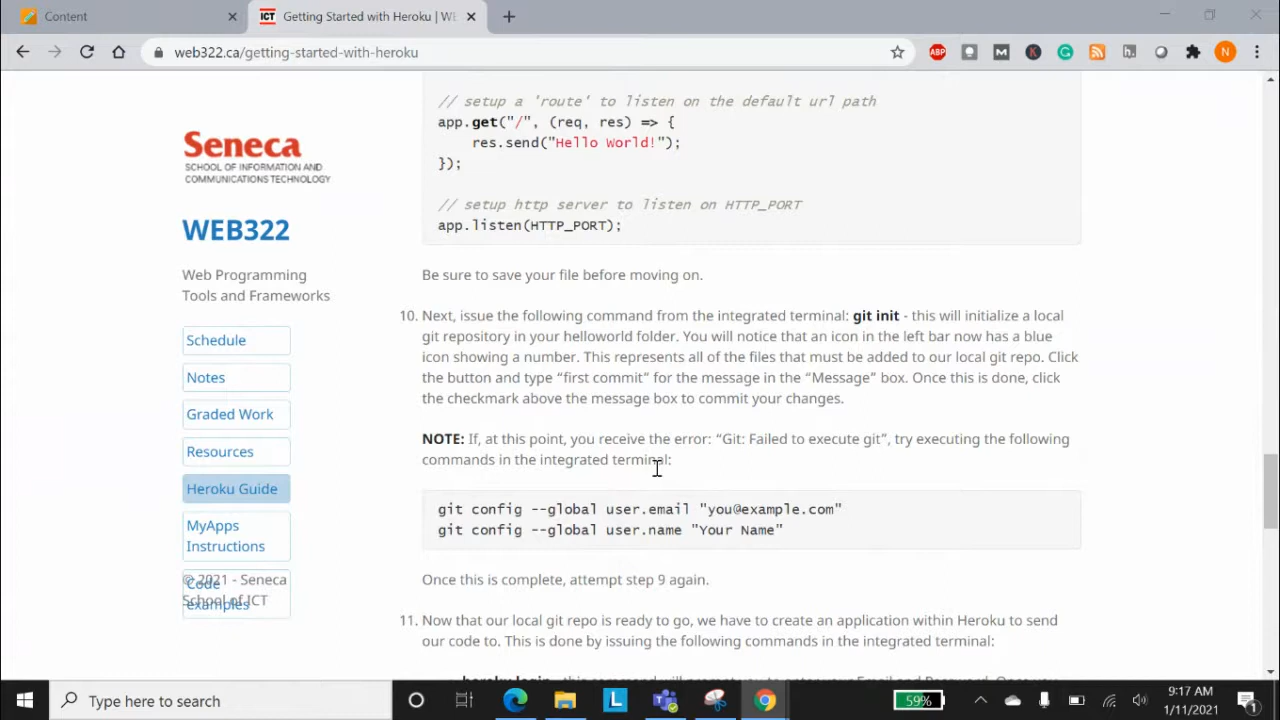 Content
ICT
Getting Started with Heroku | WE
web322.ca/getting-started-with-heroku
ABP
M
K
G
h
N
// setup a 'route' to listen on the default url path
app.get("/", (req, res) => {
res.send("Hello World!");
});
// setup http server to listen on HTTP_PORT
app.listen(HTTP_PORT);
Seneca
SCHOOL OF INFORMATION AND
COMMUNICATIONS TECHNOLOGY
WEB322
Web Programming
Tools and Frameworks
Schedule
Notes
Graded Work
Resources
Heroku Guide
MyApps
Instructions
Code
examples
© 2021 - Seneca
School of ICT
Be sure to save your file before moving on.
10. Next, issue the following command from the integrated terminal: git init - this will initialize a local
git repository in your helloworld folder. You will notice that an icon in the left bar now has a blue
icon showing a number. This represents all of the files that must be added to our local git repo. Click
the button and type “first commit” for the message in the “Message” box. Once this is done, click
the checkmark above the message box to commit your changes.
NOTE: If, at this point, you receive the error: “Git: Failed to execute git”, try executing the following
commands in the integrated terminal:
git config --global user.email "you@example.com"
git config --global user.name "Your Name"
Once this is complete, attempt step 9 again.
11. Now that our local git repo is ready to go, we have to create an application within Heroku to send
our code to. This is done by issuing the following commands in the integrated terminal:
Type here to search
L
59%
9:17 AM
1/11/2021
1